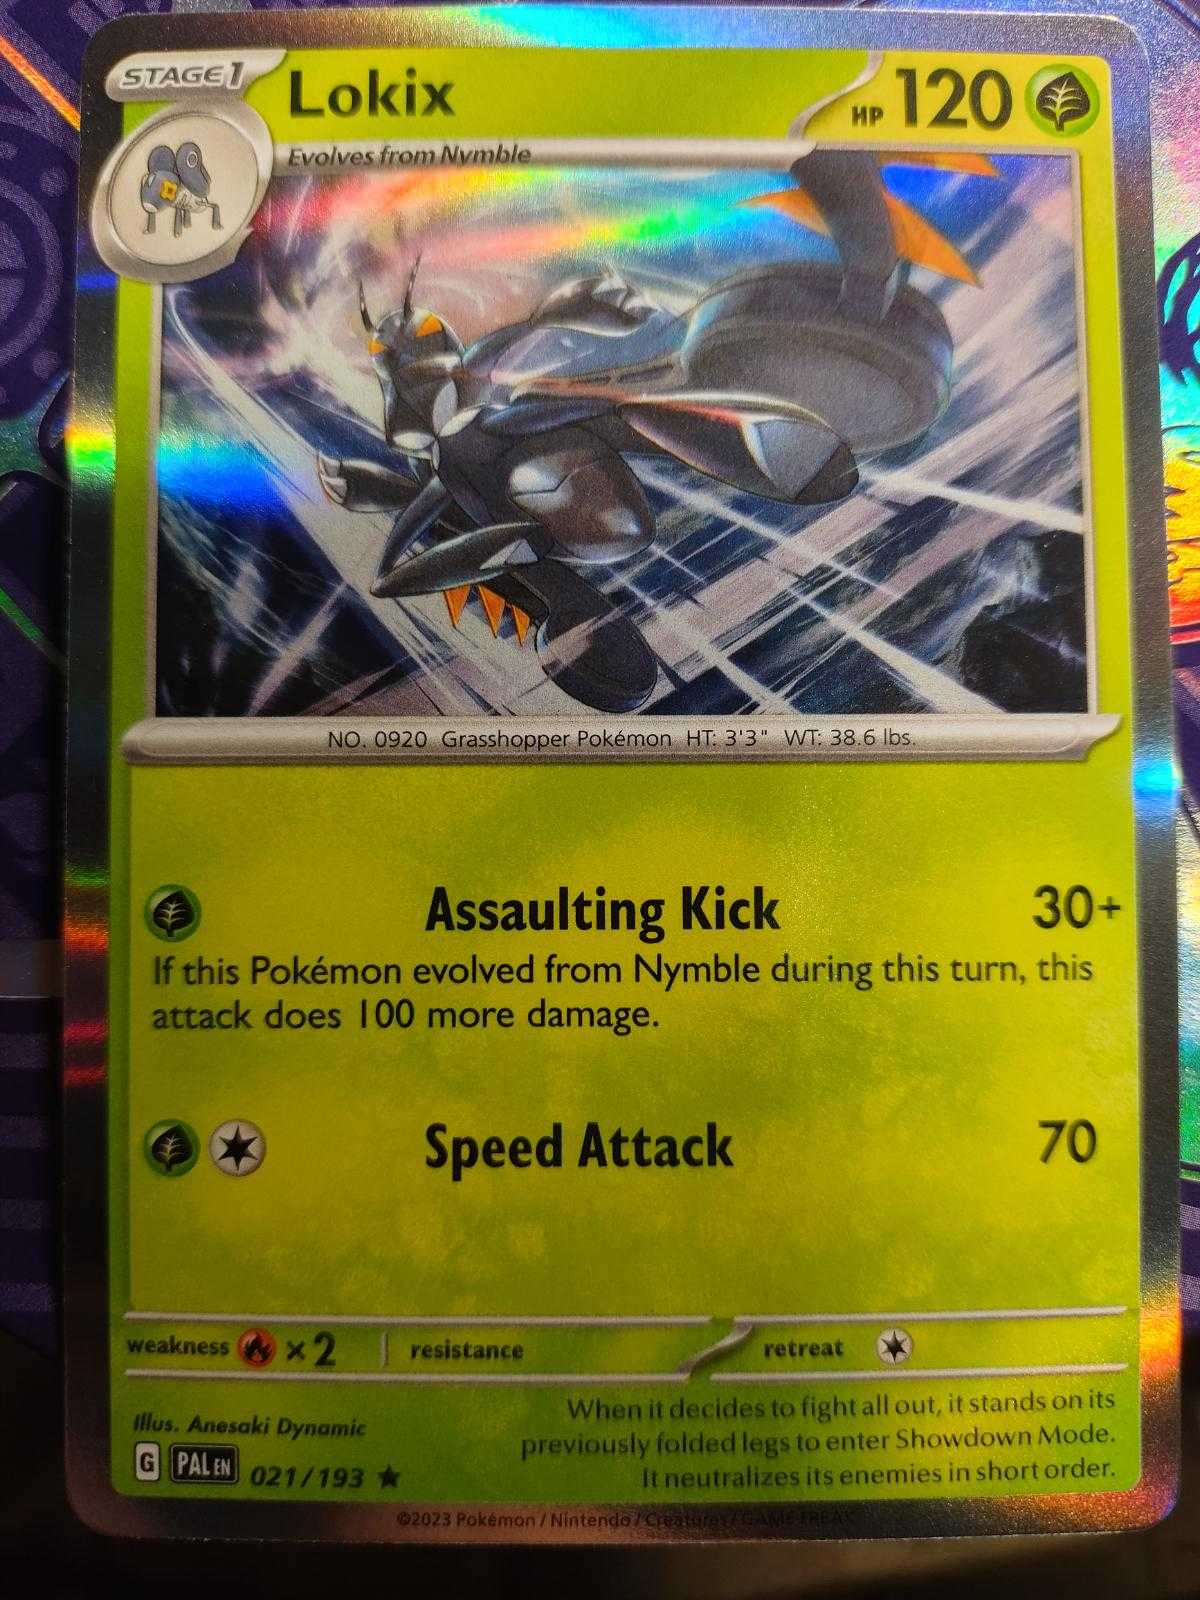 STAGE1
Lokix
HP 120
Evolves from Nymble
NO. 0920 Grasshopper Pokémon HT: 3'3" WT: 38.6 lbs.
Assaulting Kick 30+
If this Pokémon evolved from Nymble during this turn, this
attack does 100 more damage.
Speed Attack 70
weakness ×2 resistance retreat
Illus. Anesaki Dynamic
G PAL EN 021/193 ★
When it decides to fight all out, it stands on its
previously folded legs to enter Showdown Mode.
It neutralizes its enemies in short order.
©2023 Pokémon / Nintendo / Creatures / GAME FREAK